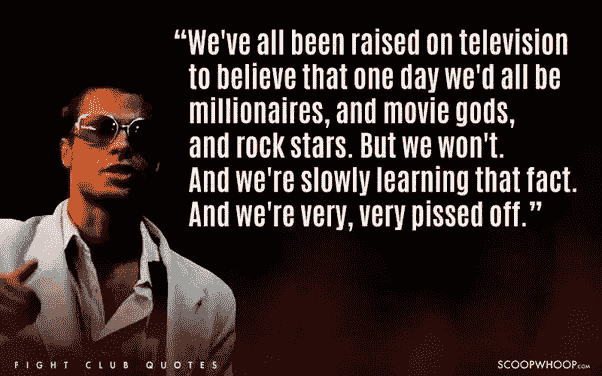 “We've all been raised on television
to believe that one day we'd all be
millionaires, and movie gods,
and rock stars. But we won't.
And we're slowly learning that fact.
And we're very, very pissed off.”
FIGHT CLUB QUOTES
SCOOPWHOOP.COM